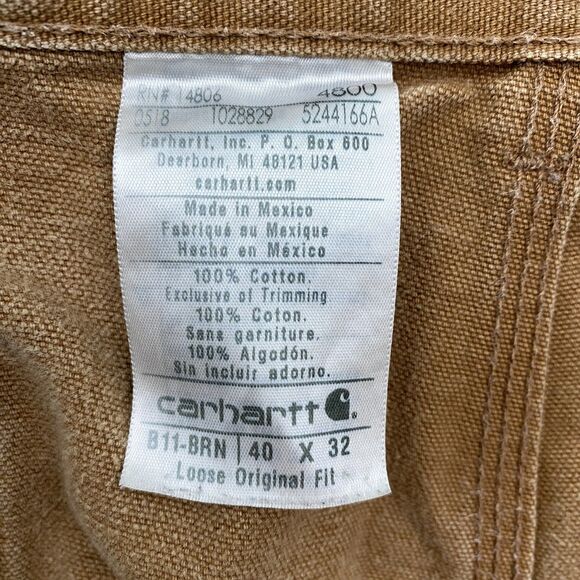 RN# 14806 4800
0518 1028829 5244166A
Carhartt, Inc. P. O. Box 600
Dearborn, MI 48121 USA
carhartt.com
Made in Mexico
Fabriqué au Mexique
Hecho en México
100% Cotton.
Exclusive of Trimming
100% Coton.
Sans garniture.
100% Algodón.
Sin incluir adorno.
carhartt
B11-BRN 40 X 32
Loose Original Fit